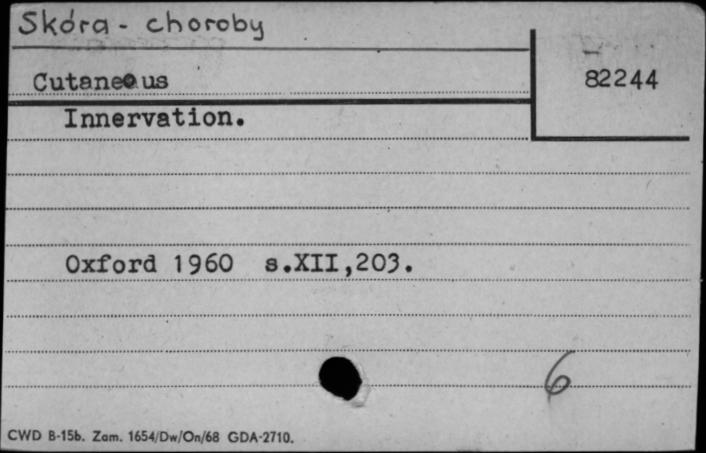 Skóra - choroby
Cutaneous
82244
Innervation.
Oxford 1960 s.XII,203.
6
CWD B-15b. Zam. 1654/Dw/On/68 GDA-2710.